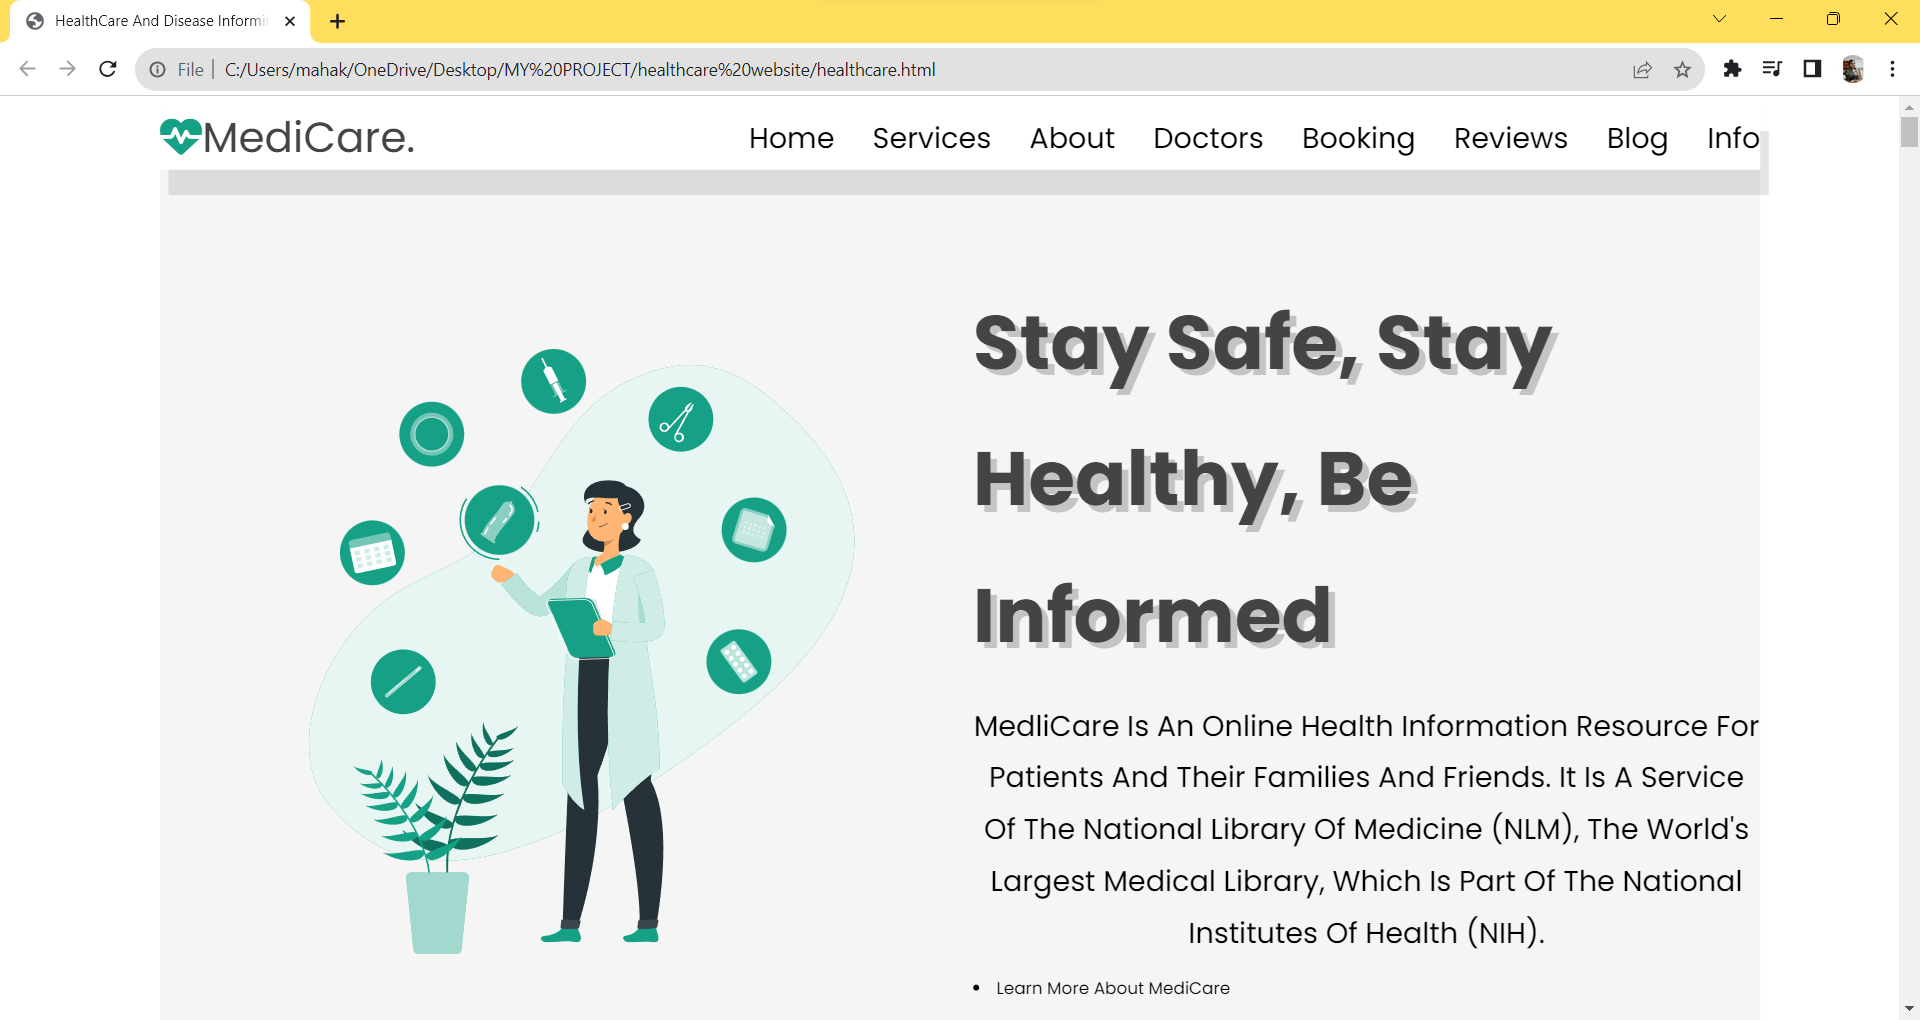 HealthCare And Disease Informi
File
C:/Users/mahak/OneDrive/Desktop/MY%20PROJECT/healthcare%20website/healthcare.html
MediCare.
Home Services About Doctors Booking Reviews Blog Info
Stay Safe, Stay
Healthy, Be
Informed
MedliCare Is An Online Health Information Resource For
Patients And Their Families And Friends. It Is A Service
Of The National Library Of Medicine (NLM), The World's
Largest Medical Library, Which Is Part Of The National
Institutes Of Health (NIH).
• Learn More About MediCare